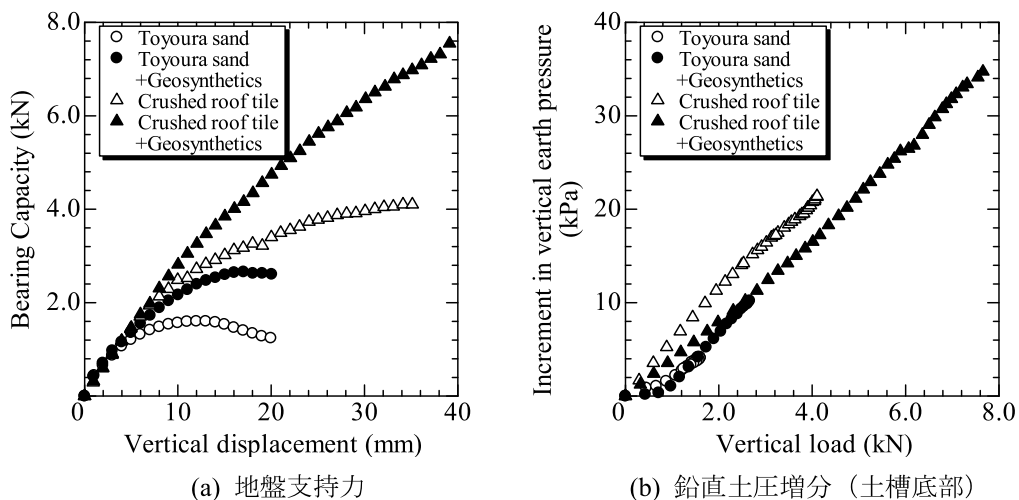 8.0
6.0
4.0
2.0
0
10
20
30
40
Bearing Capacity (kN)
Vertical displacement (mm)
Toyoura sand
Toyoura sand
+Geosynthetics
Crushed roof tile
Crushed roof tile
+Geosynthetics
(a) 地盤支持力
40
30
20
10
0
2.0
4.0
6.0
8.0
Increment in vertical earth pressure
(kPa)
Vertical load (kN)
Toyoura sand
Toyoura sand
+Geosynthetics
Crushed roof tile
Crushed roof tile
+Geosynthetics
(b) 鉛直土圧増分（土槽底部）